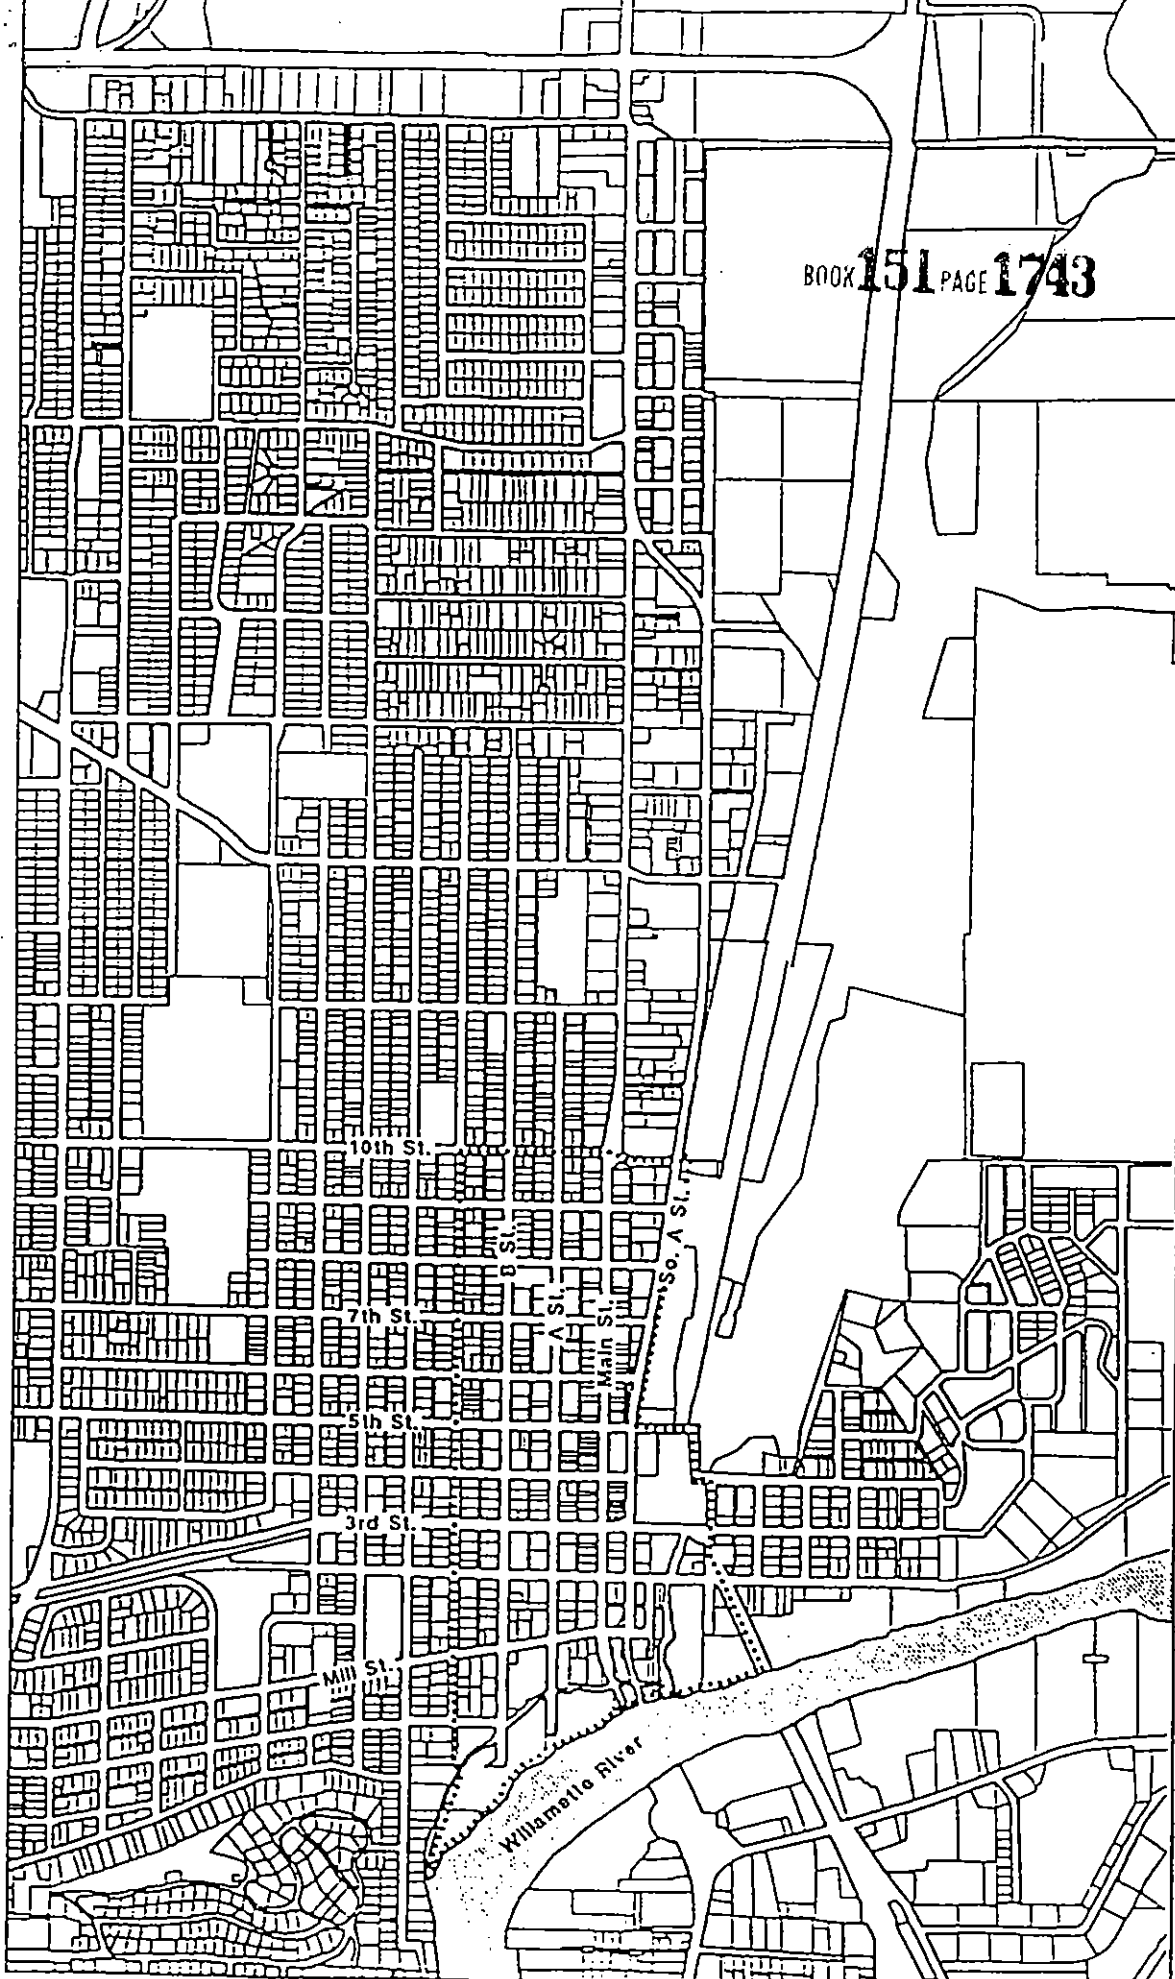 BOOK 151 PAGE 1743
10th St.
So. A St.
B St.
A St.
7th St.
Main St.
5th St.
3rd St.
Mill St.
Willamette River